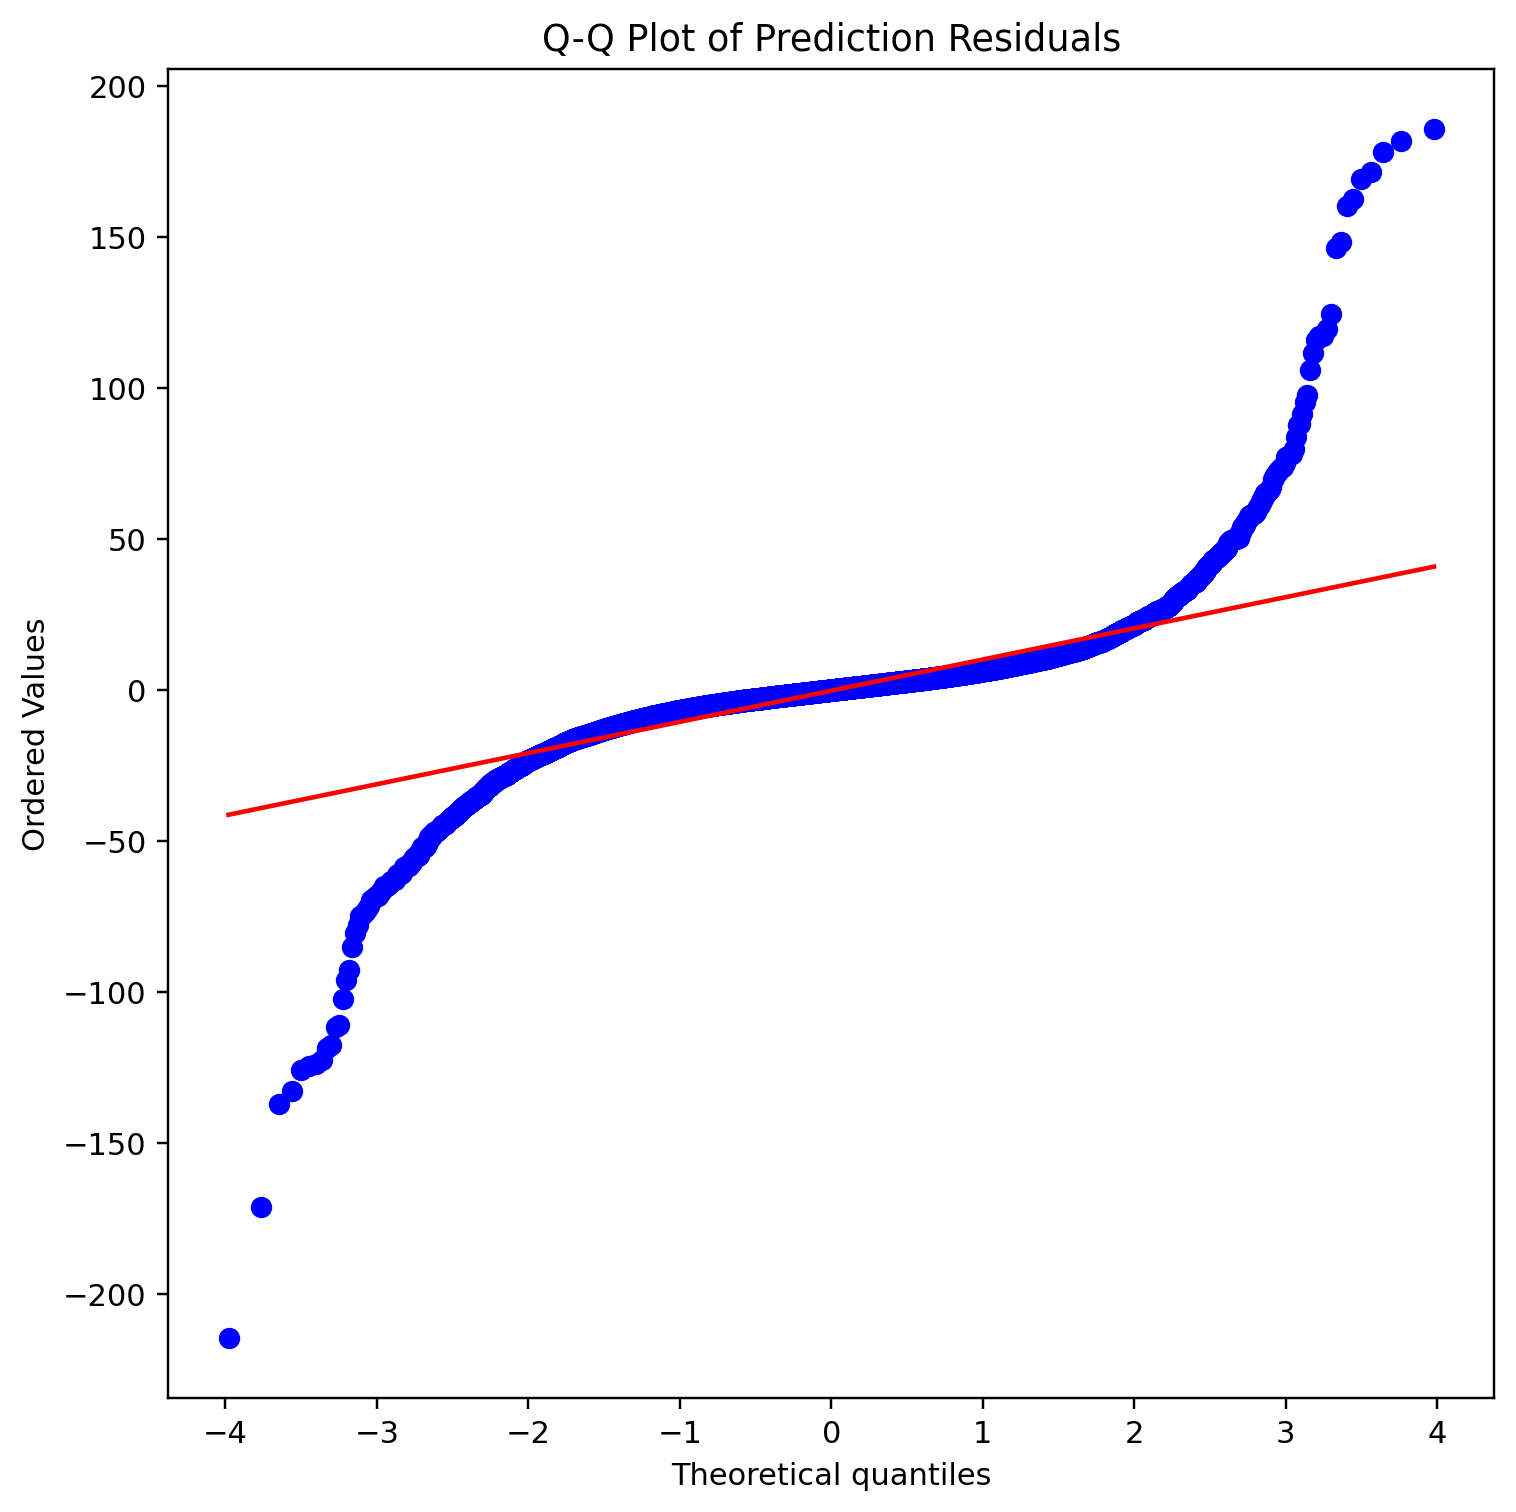 Q-Q Plot of Prediction Residuals
200
150
100
50
0
−50
−100
−150
−200
Ordered Values
−4 −3 −2 −1 0 1 2 3 4
Theoretical quantiles